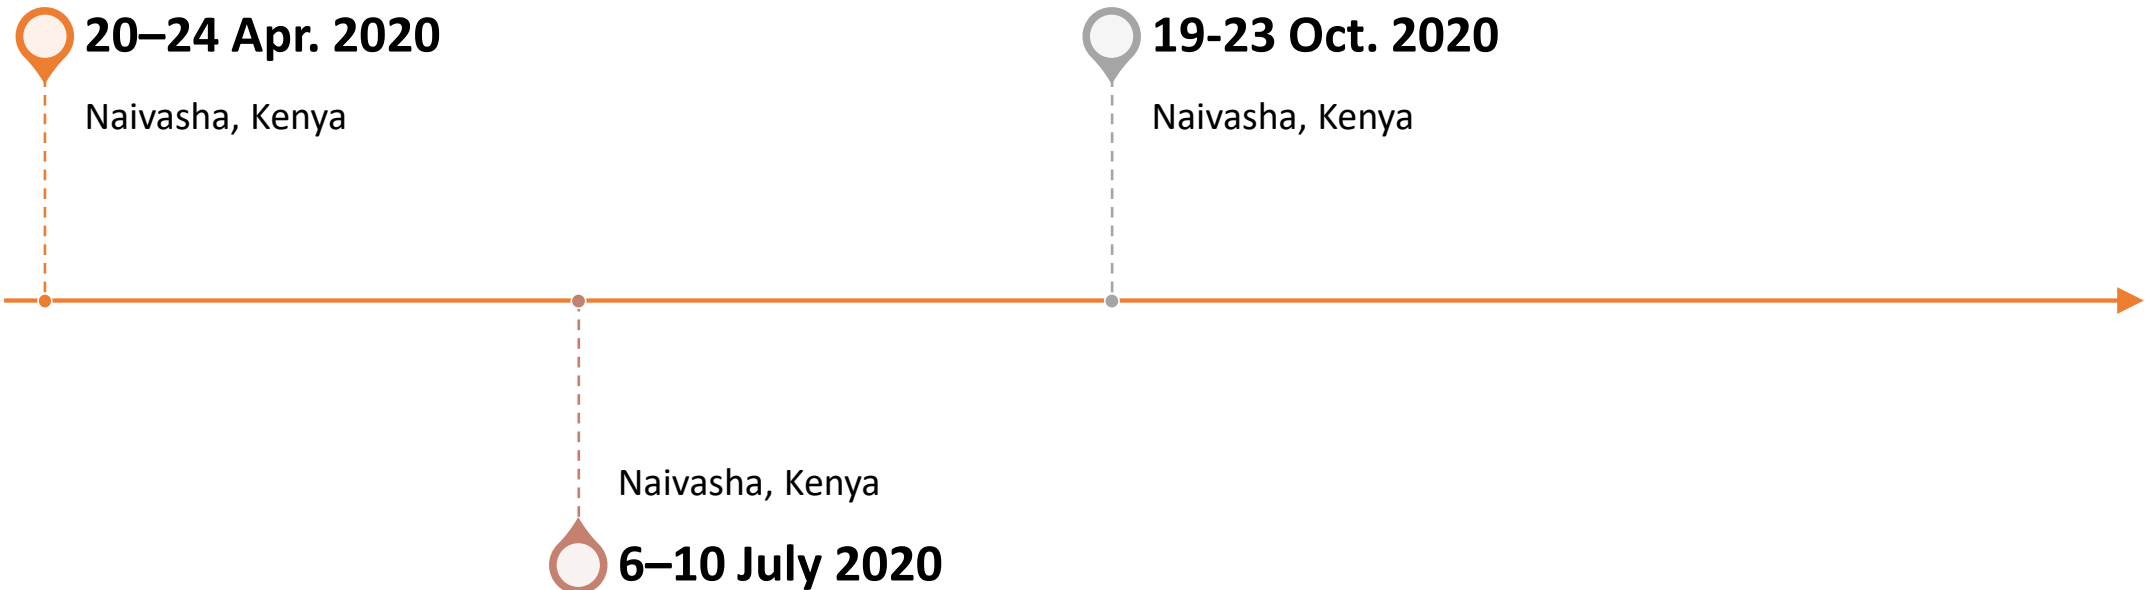 20–24 Apr. 2020
Naivasha, Kenya
19-23 Oct. 2020
Naivasha, Kenya
Naivasha, Kenya
6–10 July 2020